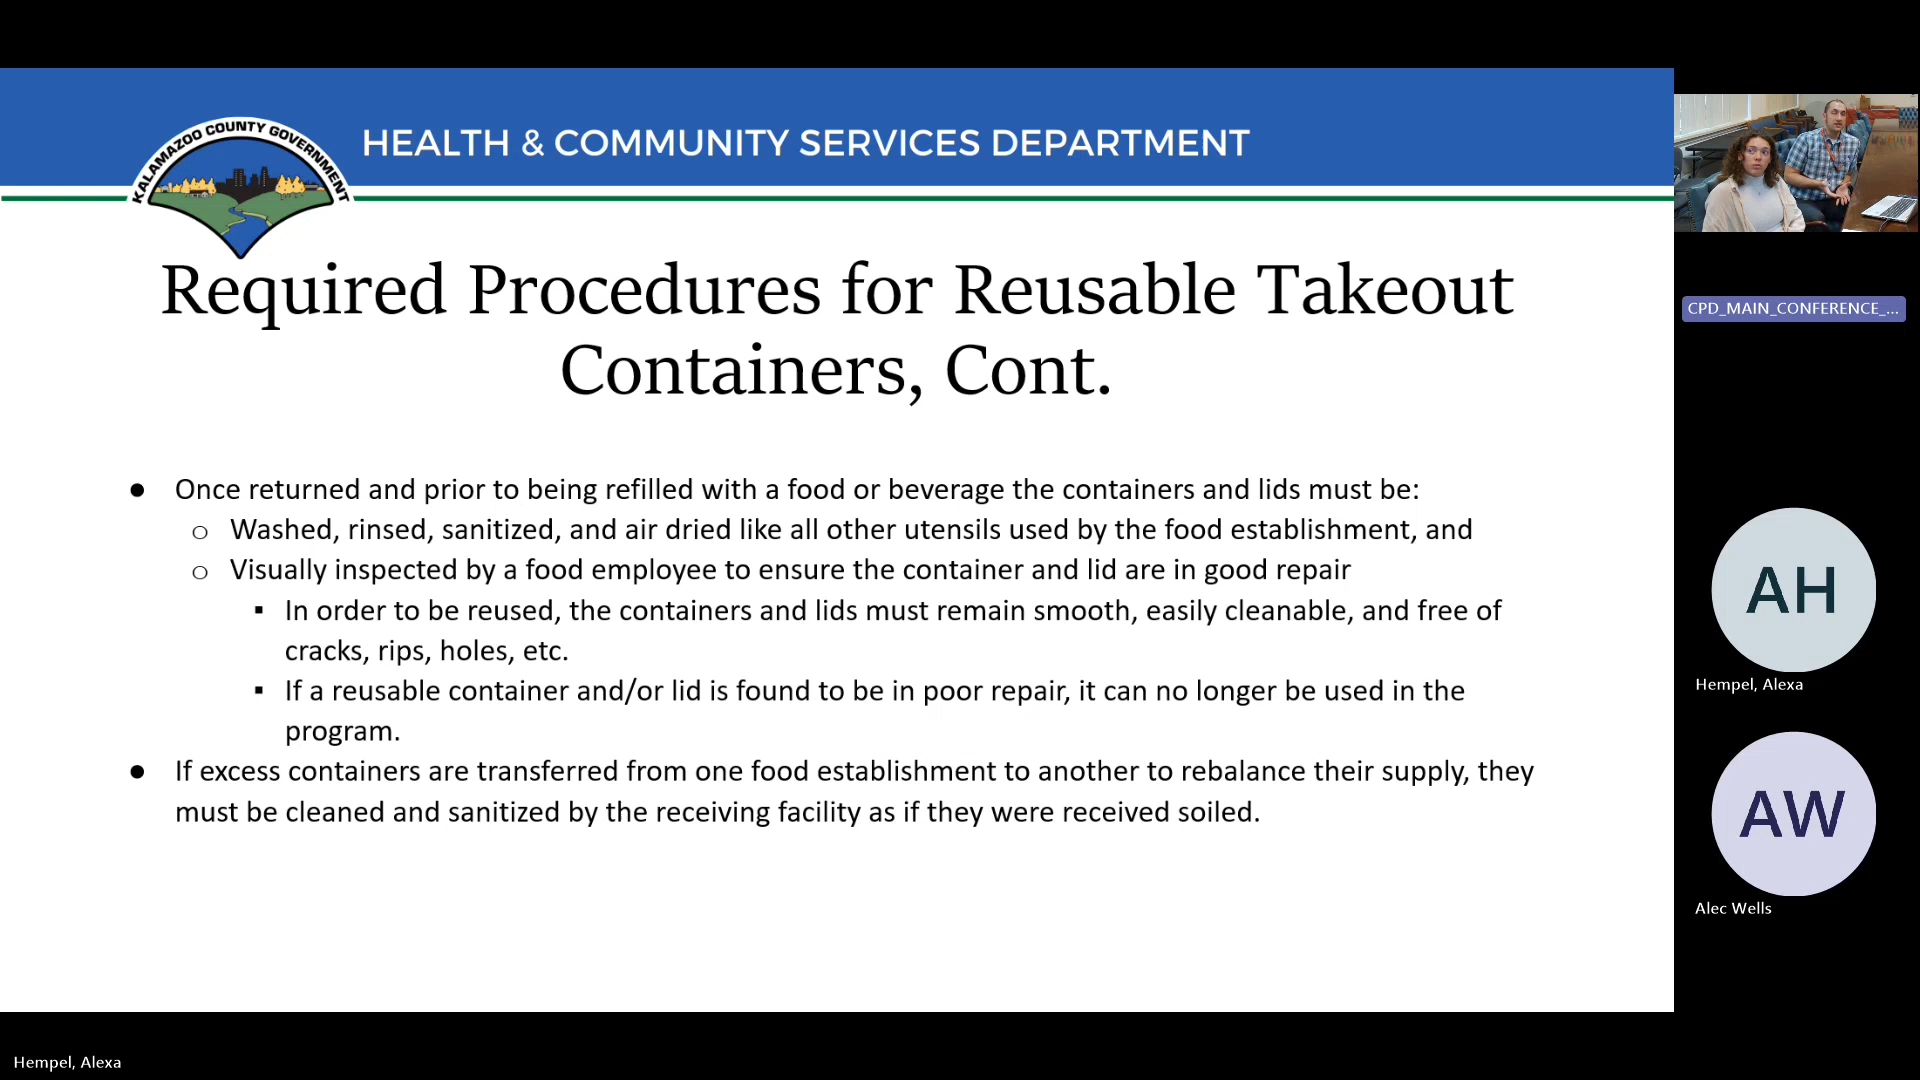 KALAMAZOO COUNTY GOVERNMENT
HEALTH & COMMUNITY SERVICES DEPARTMENT
Required Procedures for Reusable Takeout
Containers, Cont.
● Once returned and prior to being refilled with a food or beverage the containers and lids must be:
○ Washed, rinsed, sanitized, and air dried like all other utensils used by the food establishment, and
○ Visually inspected by a food employee to ensure the container and lid are in good repair
▪ In order to be reused, the containers and lids must remain smooth, easily cleanable, and free of
cracks, rips, holes, etc.
▪ If a reusable container and/or lid is found to be in poor repair, it can no longer be used in the
program.
● If excess containers are transferred from one food establishment to another to rebalance their supply, they
must be cleaned and sanitized by the receiving facility as if they were received soiled.
CPD_MAIN_CONFERENCE_...
AH
Hempel, Alexa
AW
Alec Wells
Hempel, Alexa